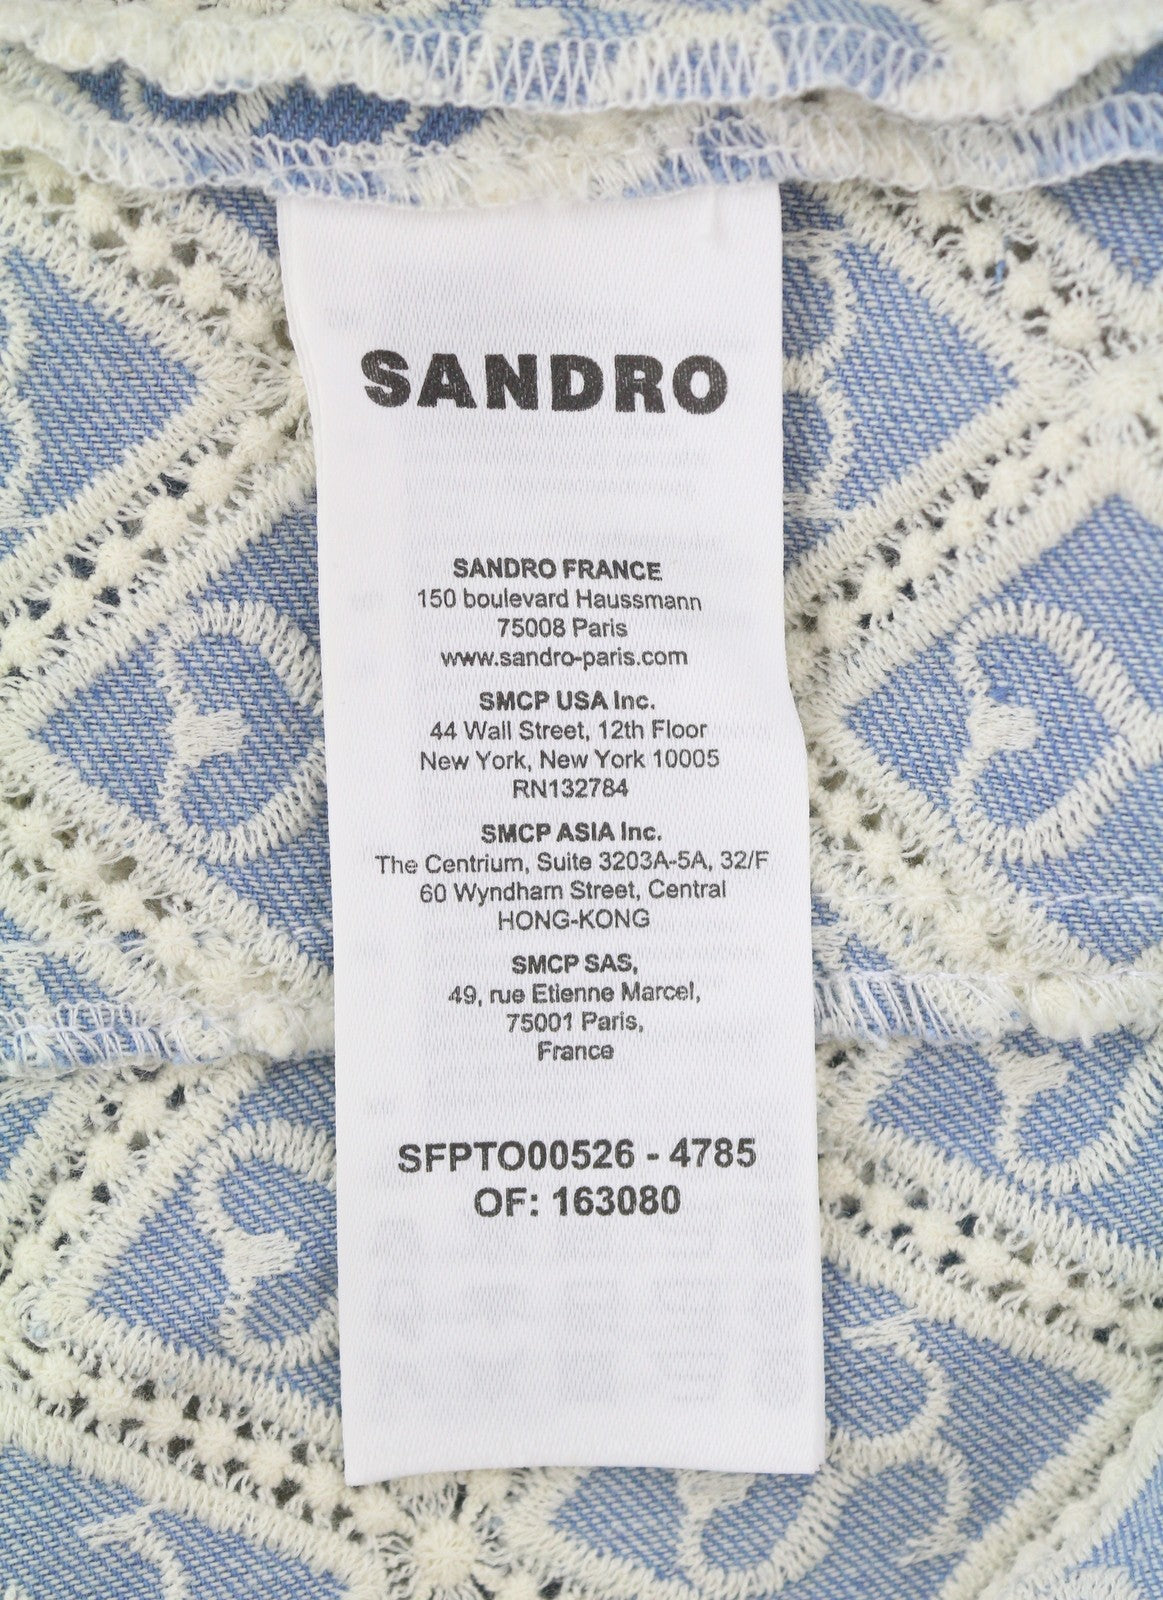 SANDRO
SANDRO FRANCE
150 boulevard Haussmann
75008 Paris
www.sandro-paris.com
SMCP USA Inc.
44 Wall Street, 12th Floor
New York, New York 10005
RN132784
SMCP ASIA Inc.
The Centrium, Suite 3203A-5A, 32/F
60 Wyndham Street, Central
HONG-KONG
SMCP SAS,
49, rue Etienne Marcel,
75001 Paris,
France
SFPTO00526 - 4785
OF: 163080